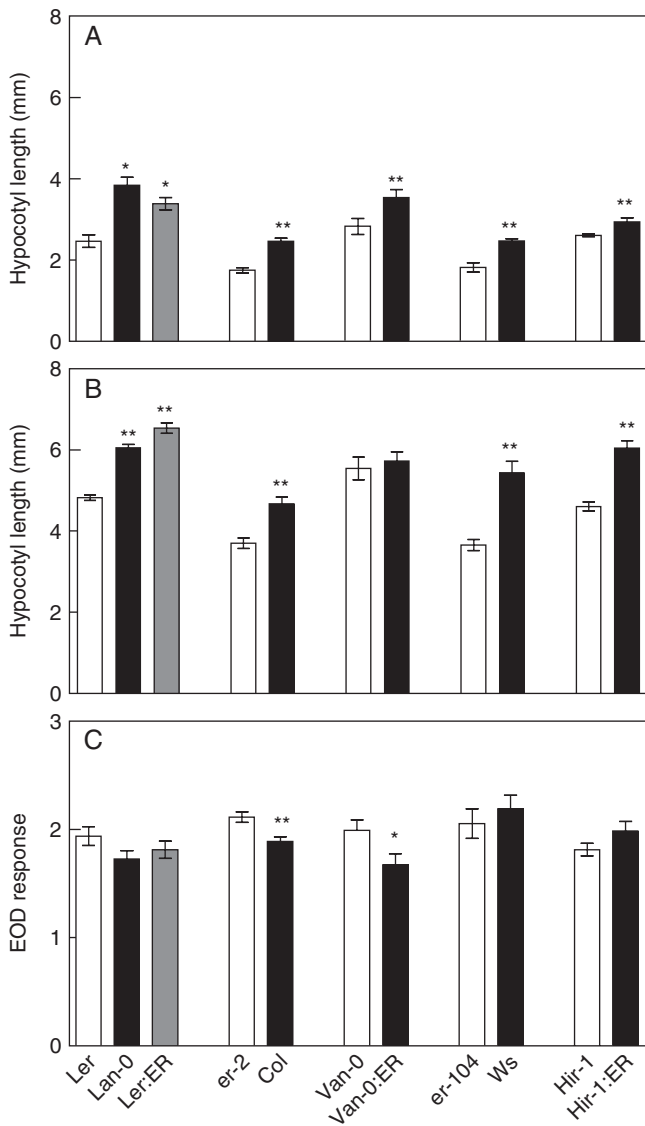 A
Hypocotyl length (mm)
8
6
4
2
0
*
*
**
**
**
**
B
Hypocotyl length (mm)
8
6
4
2
0
**
**
**
**
**
C
EOD response
3
2
1
0
**
*
Ler
Lan-0
Ler:ER
er-2
Col
Van-0
Van-0:ER
er-104
Ws
Hir-1
Hir-1:ER